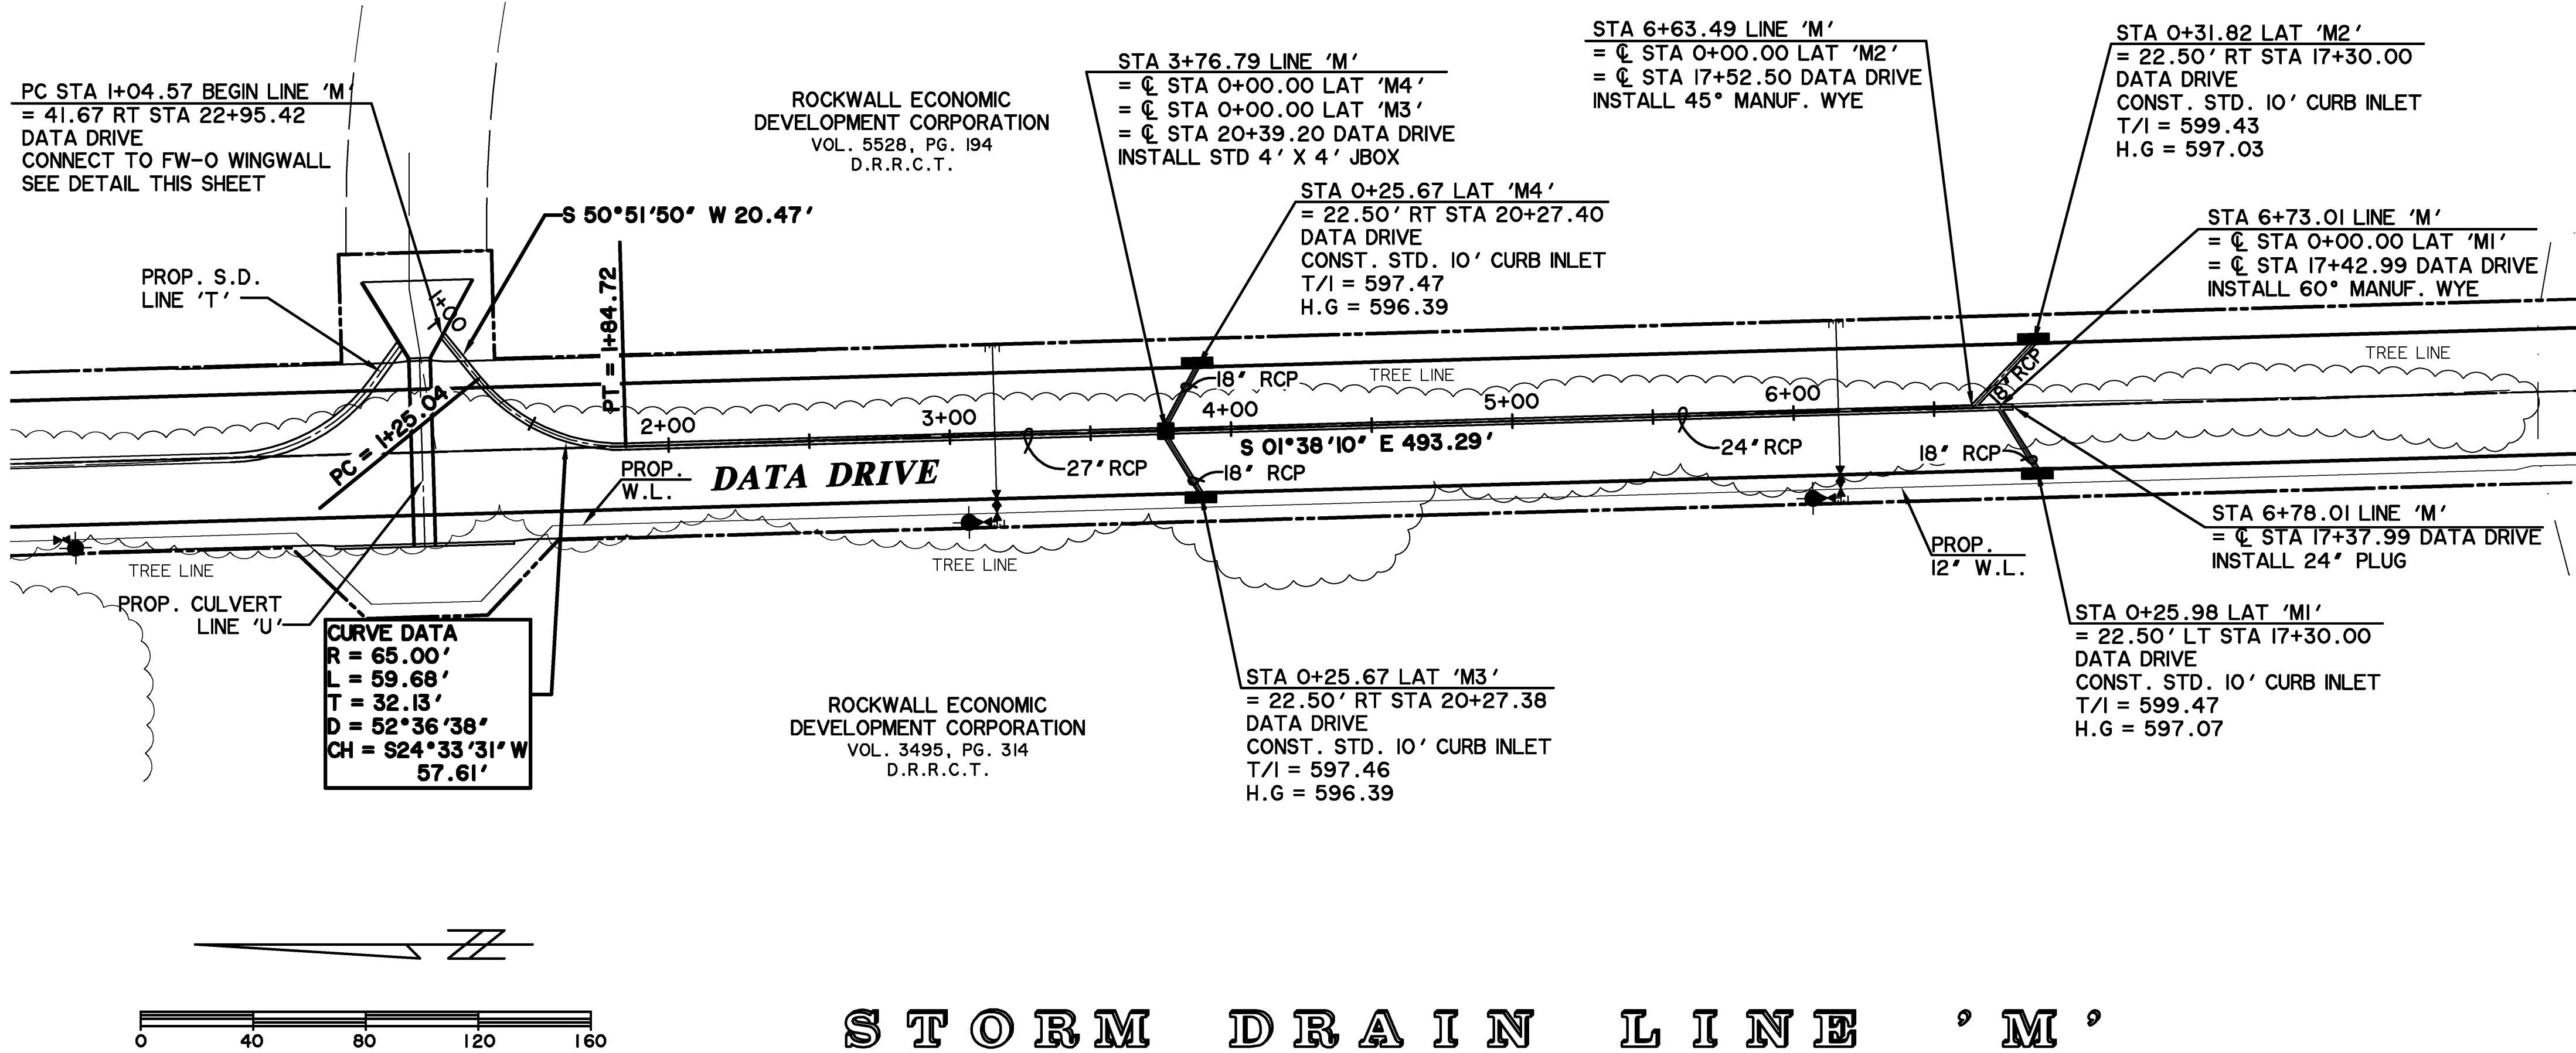 PC STA 1+04.57 BEGIN LINE 'M'
= 41.67 RT STA 22+95.42
DATA DRIVE
CONNECT TO FW-O WINGWALL
SEE DETAIL THIS SHEET
ROCKWALL ECONOMIC
DEVELOPMENT CORPORATION
VOL. 5528, PG. 194
D.R.R.C.T.
STA 3+76.79 LINE 'M'
= ℄ STA 0+00.00 LAT 'M4'
= ℄ STA 0+00.00 LAT 'M3'
= ℄ STA 20+39.20 DATA DRIVE
INSTALL STD 4' X 4' JBOX
STA 6+63.49 LINE 'M'
= ℄ STA 0+00.00 LAT 'M2'
= ℄ STA 17+52.50 DATA DRIVE
INSTALL 45° MANUF. WYE
STA 0+31.82 LAT 'M2'
= 22.50' RT STA 17+30.00
DATA DRIVE
CONST. STD. 10' CURB INLET
T/I = 599.43
H.G = 597.03
S 50°51'50" W 20.47'
STA 0+25.67 LAT 'M4'
= 22.50' RT STA 20+27.40
DATA DRIVE
CONST. STD. 10' CURB INLET
T/I = 597.47
H.G = 596.39
STA 6+73.01 LINE 'M'
= ℄ STA 0+00.00 LAT 'M1'
= ℄ STA 17+42.99 DATA DRIVE
INSTALL 60° MANUF. WYE
PROP. S.D.
LINE 'T'
1+00
PT = 1+84.72
PC = 1+25.04
TREE LINE
TREE LINE
18" RCP
18" RCP
2+00
3+00
4+00
5+00
6+00
S 01°38'10" E 493.29'
27" RCP
24" RCP
18" RCP
18" RCP
PROP.
W.L.
DATA DRIVE
TREE LINE
TREE LINE
PROP.
12" W.L.
STA 6+78.01 LINE 'M'
= ℄ STA 17+37.99 DATA DRIVE
INSTALL 24" PLUG
PROP. CULVERT
LINE 'U'
CURVE DATA
R = 65.00'
L = 59.68'
T = 32.13'
D = 52°36'38"
CH = S24°33'31" W
57.61'
ROCKWALL ECONOMIC
DEVELOPMENT CORPORATION
VOL. 3495, PG. 314
D.R.R.C.T.
STA 0+25.67 LAT 'M3'
= 22.50' RT STA 20+27.38
DATA DRIVE
CONST. STD. 10' CURB INLET
T/I = 597.46
H.G = 596.39
STA 0+25.98 LAT 'M1'
= 22.50' LT STA 17+30.00
DATA DRIVE
CONST. STD. 10' CURB INLET
T/I = 599.47
H.G = 597.07
Z
0 40 80 120 160
STORM DRAIN LINE 'M'